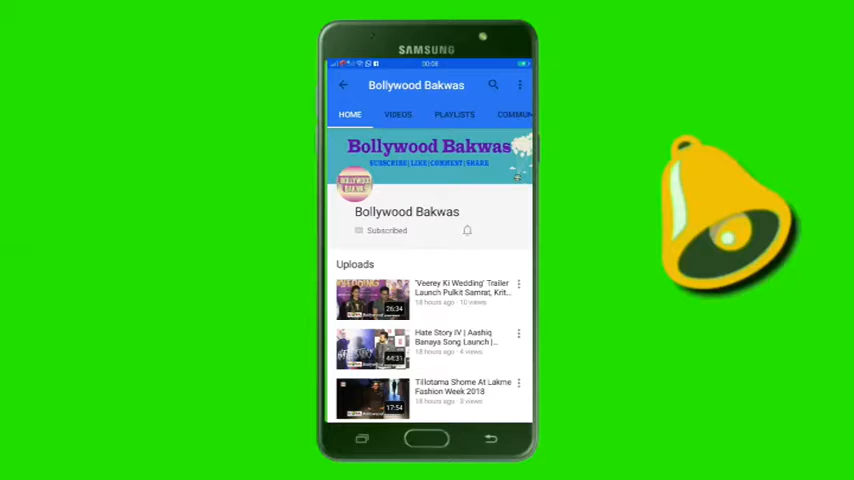 SAMSUNG
00:08
Bollywood Bakwas
HOME VIDEOS PLAYLISTS COMMUN
Bollywood Bakwas
SUBSCRIBE| LIKE| COMMENT| SHARE
Bollywood Bakwas
Subscribed
Uploads
'Veerey Ki Wedding' Trailer
Launch Pulkit Samrat, Krit...
18 hours ago · 10 views
26:34
Hate Story IV | Aashiq
Banaya Song Launch |...
18 hours ago · 4 views
44:31
Tillotama Shome At Lakme
Fashion Week 2018
18 hours ago · 3 views
17:54